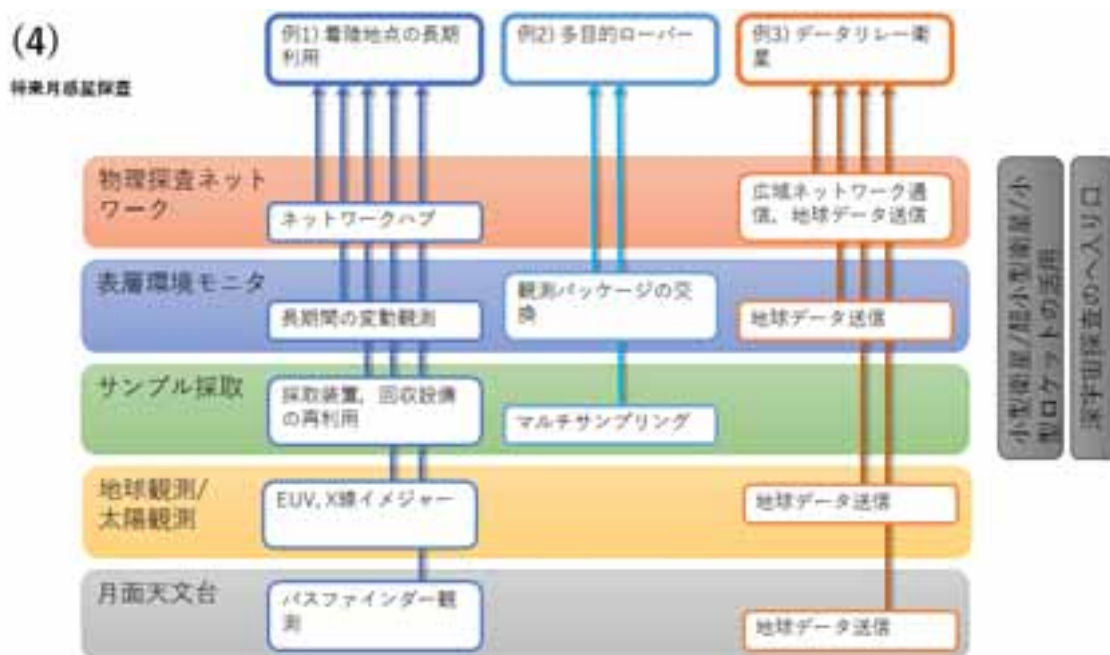 (4)
将来月惑星探査
例1) 着陸地点の長期
利用
例2) 多目的ローバー
例3) データリレー衛
星
物理探査ネット
ワーク
ネットワークハブ
広域ネットワーク通
信，地球データ送信
表層環境モニタ
長期間の変動観測
観測パッケージの交
換
地球データ送信
サンプル採取
採取装置，回収設備
の再利用
マルチサンプリング
地球観測/
太陽観測
EUV, X線イメジャー
地球データ送信
月面天文台
パスファインダー観
測
地球データ送信
小型衛星/超小型衛星/小
型ロケットの活用
深宇宙探査のへ入り口